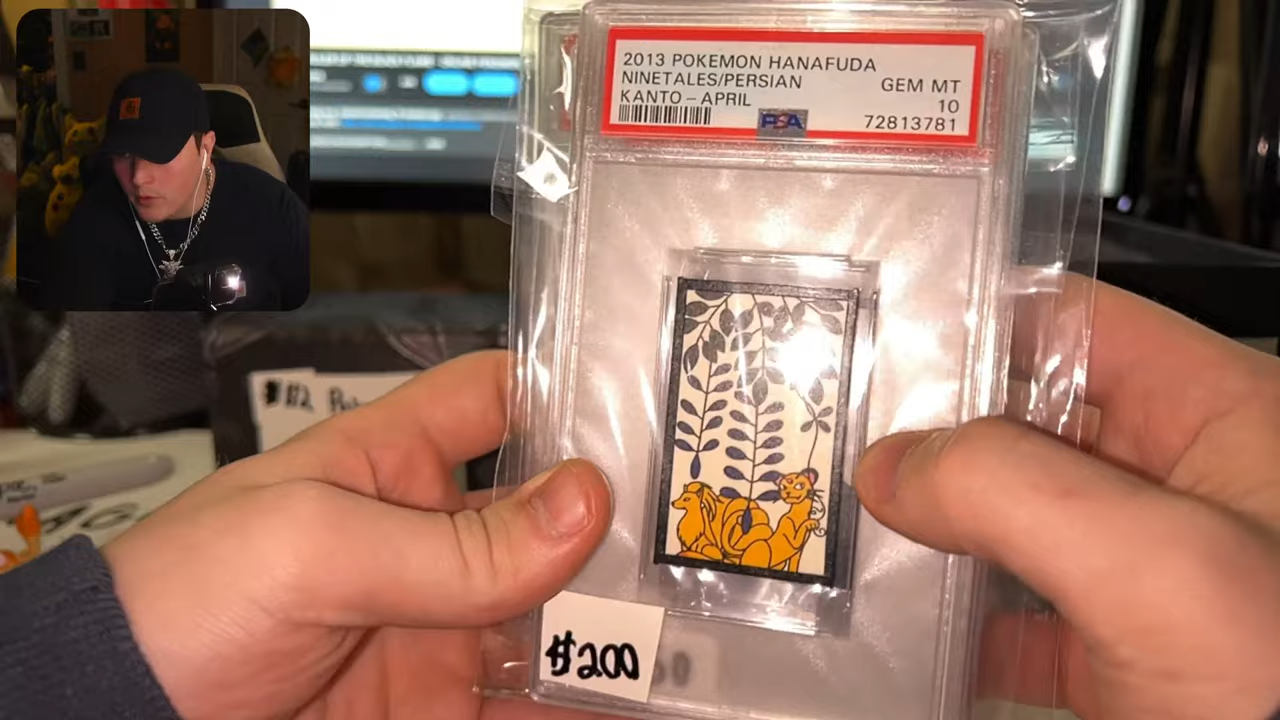 2013 POKEMON HANAFUDA
NINETALES/PERSIAN
GEM MT
KANTO - APRIL
10
PSA
72813781
$200